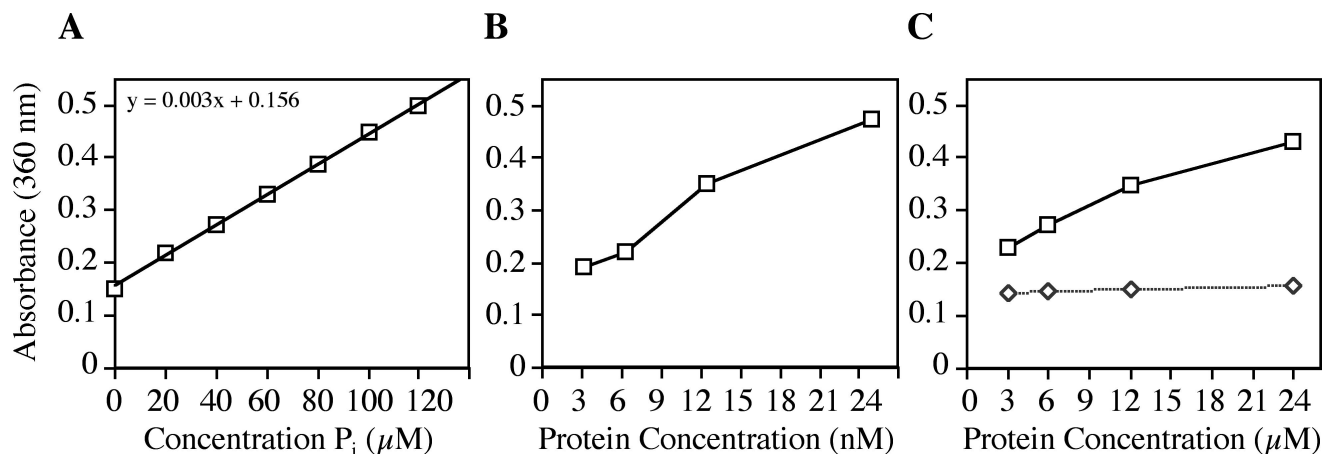 A
B
C
Absorbance (360 nm)
y = 0.003x + 0.156
0.5
0.4
0.3
0.2
0.1
0
0 20 40 60 80 100 120
Concentration Pi (µM)
0.5
0.4
0.3
0.2
0.1
0
0 3 6 9 12 15 18 21 24
Protein Concentration (nM)
0.5
0.4
0.3
0.2
0.1
0
0 3 6 9 12 15 18 21 24
Protein Concentration (µM)